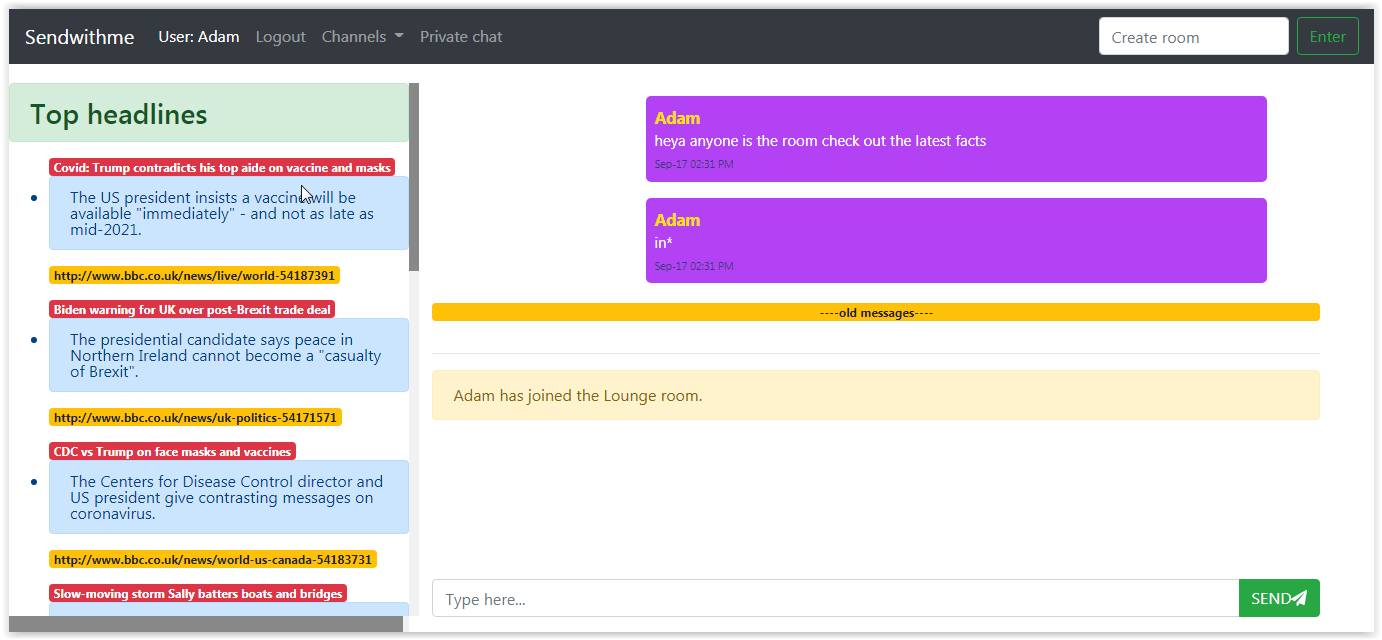 Sendwithme User: Adam Logout Channels Private chat Create room Enter
Top headlines
Covid: Trump contradicts his top aide on vaccine and masks
The US president insists a vaccine will be
available "immediately" - and not as late as
mid-2021.
http://www.bbc.co.uk/news/live/world-54187391
Biden warning for UK over post-Brexit trade deal
The presidential candidate says peace in
Northern Ireland cannot become a "casualty
of Brexit".
http://www.bbc.co.uk/news/uk-politics-54171571
CDC vs Trump on face masks and vaccines
The Centers for Disease Control director and
US president give contrasting messages on
coronavirus.
http://www.bbc.co.uk/news/world-us-canada-54183731
Slow-moving storm Sally batters boats and bridges
Adam
heya anyone is the room check out the latest facts
Sep-17 02:31 PM
Adam
in*
Sep-17 02:31 PM
----old messages----
Adam has joined the Lounge room.
Type here...
SEND